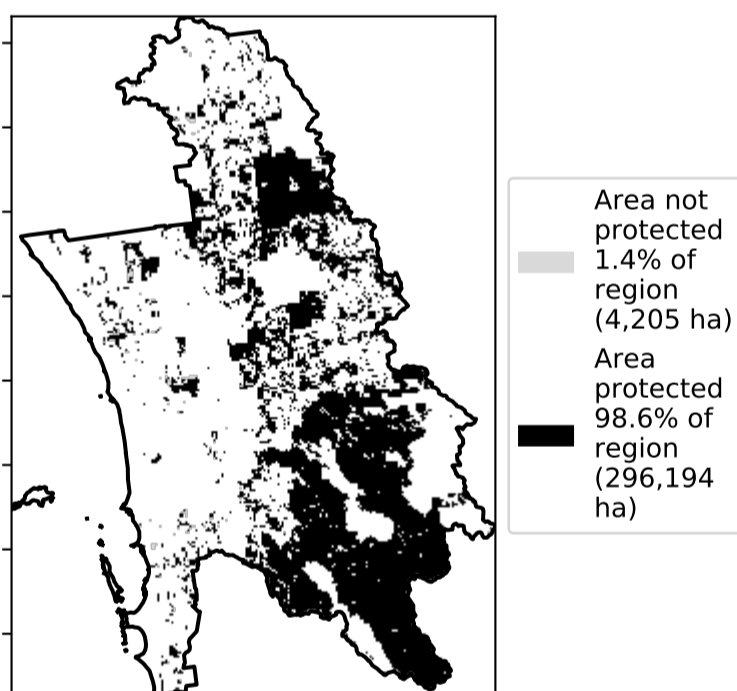 Area not
protected
1.4% of
region
(4,205 ha)
Area
protected
98.6% of
region
(296,194
ha)